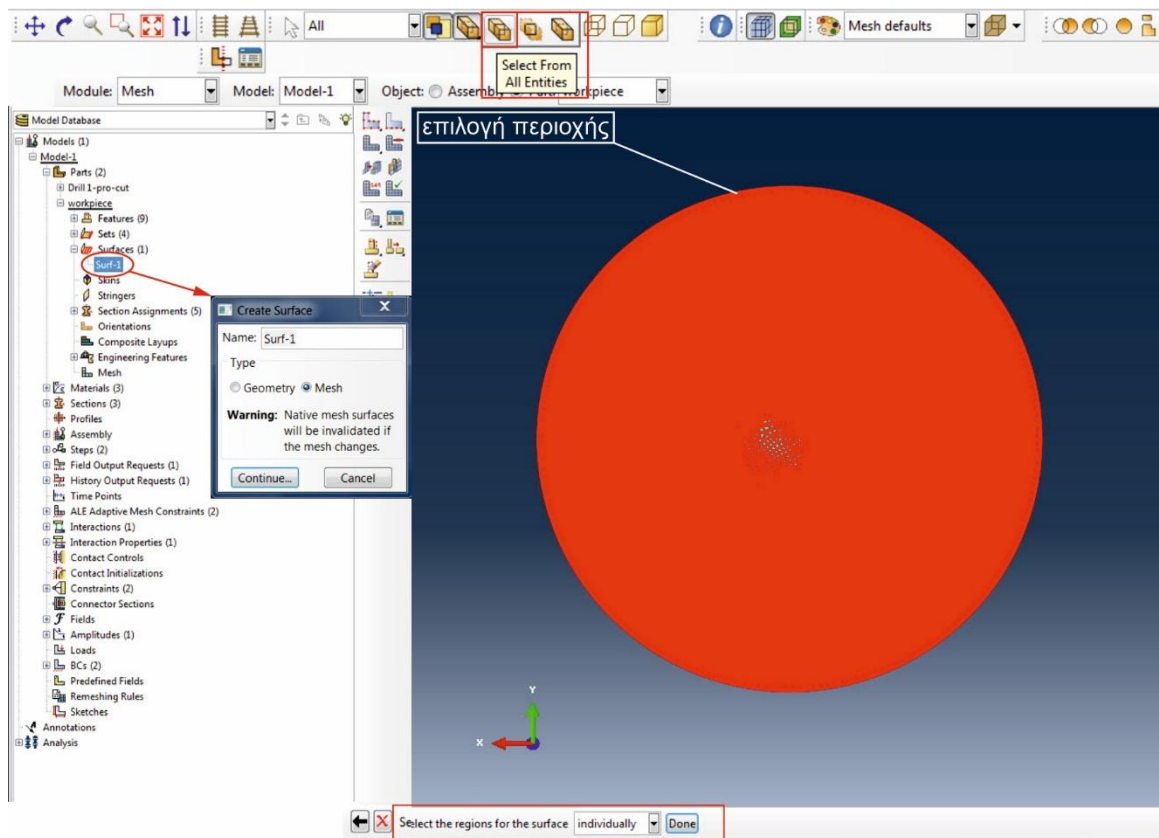 All
Select From
All Entities
Mesh defaults
Module: Mesh Model: Model-1 Object: Assembly workpiece
Model Database
Models (1)
Model-1
Parts (2)
Drill 1-pro-cut
workpiece
Features (9)
Sets (4)
Surfaces (1)
Surf-1
Skins
Stringers
Section Assignments (5)
Orientations
Composite Layups
Engineering Features
Mesh
Materials (3)
Sections (3)
Profiles
Assembly
Steps (2)
Field Output Requests (1)
History Output Requests (1)
Time Points
ALE Adaptive Mesh Constraints (2)
Interactions (1)
Interaction Properties (1)
Contact Controls
Contact Initializations
Constraints (2)
Connector Sections
Fields
Amplitudes (1)
Loads
BCs (2)
Predefined Fields
Remeshing Rules
Sketches
Annotations
Analysis
Create Surface
X
Name: Surf-1
Type
Geometry Mesh
Warning: Native mesh surfaces
will be invalidated if
the mesh changes.
Continue... Cancel
επιλογή περιοχής
Y
X
Select the regions for the surface individually Done